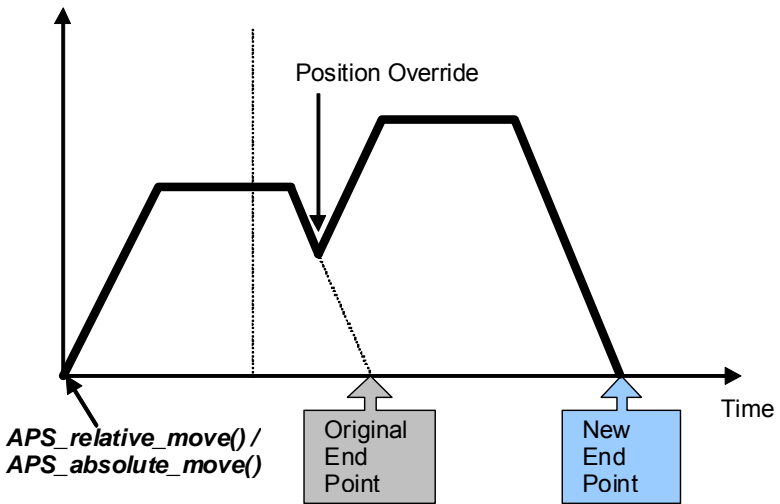 Position Override
Time
APS_relative_move() /
APS_absolute_move()
Original
End
Point
New
End
Point